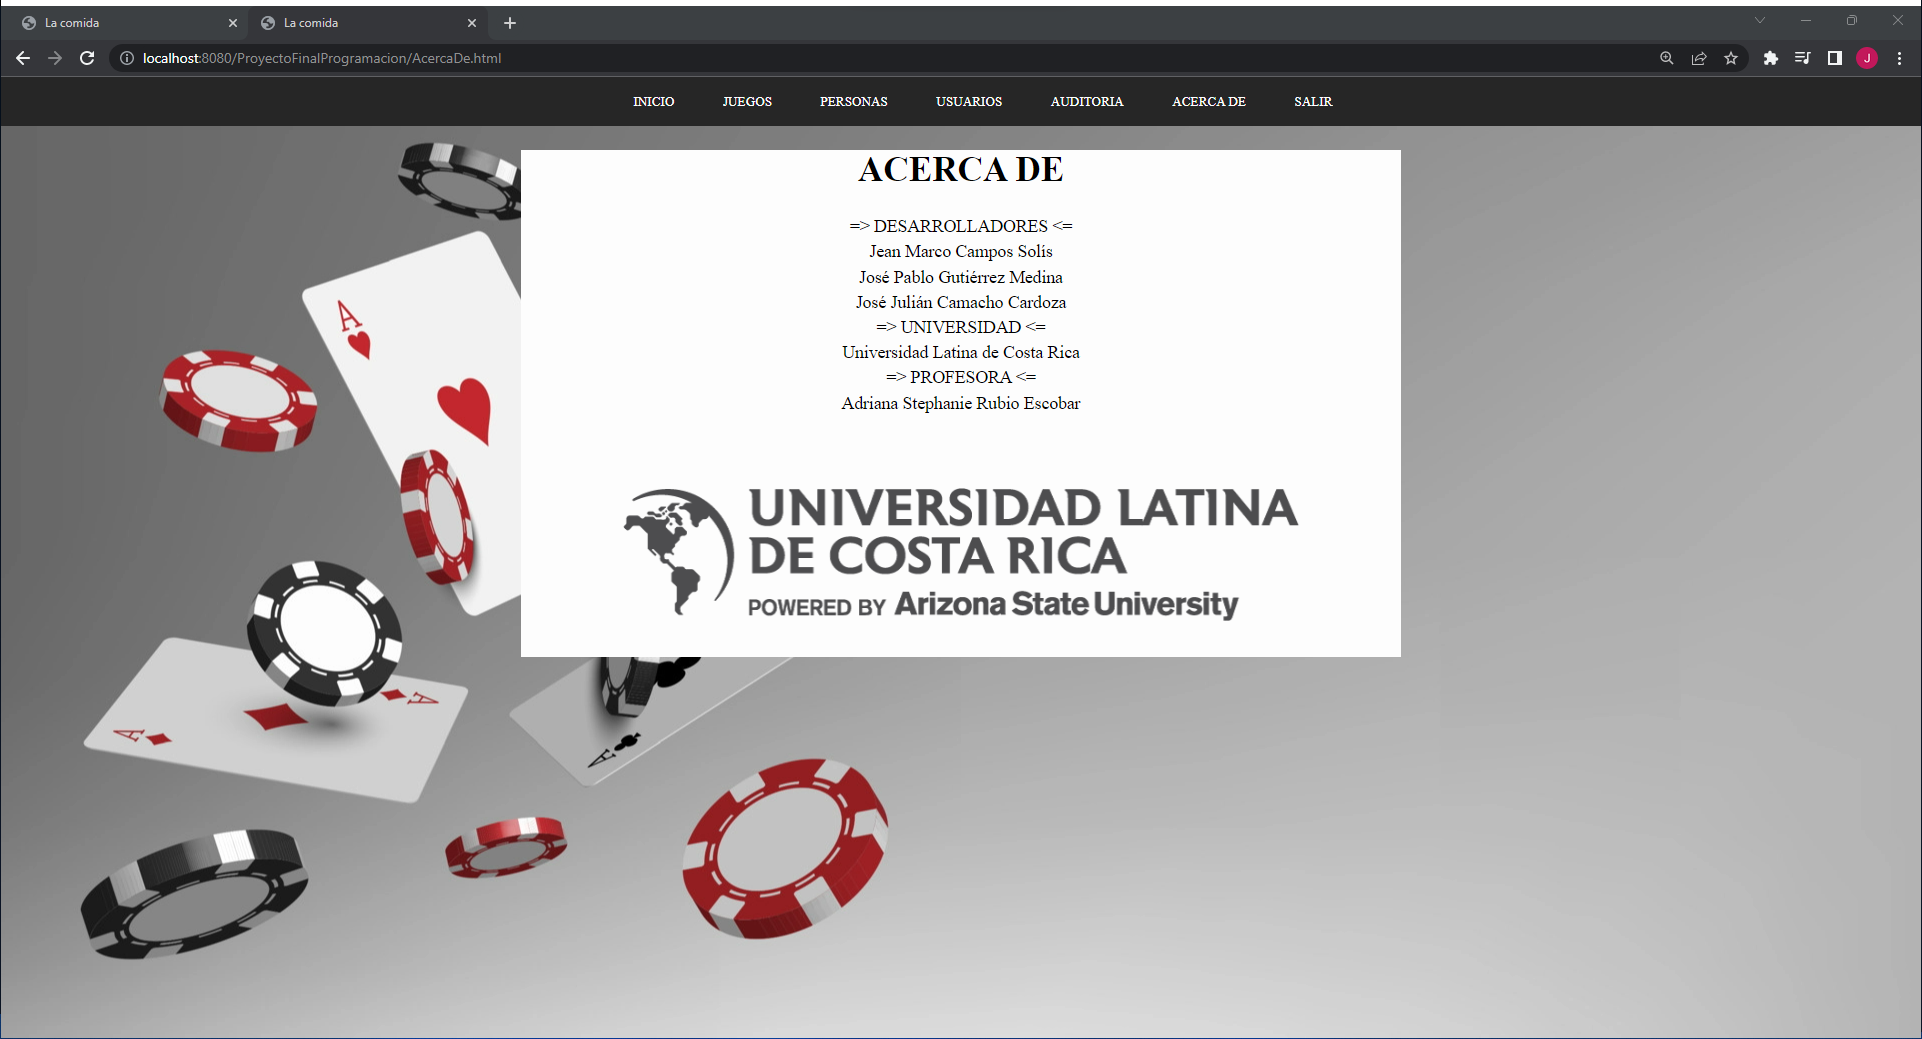 La comida
La comida
localhost:8080/ProyectoFinalProgramacion/AcercaDe.html
J
INICIO JUEGOS PERSONAS USUARIOS AUDITORIA ACERCA DE SALIR
ACERCA DE
=> DESARROLLADORES <=
Jean Marco Campos Solís
José Pablo Gutiérrez Medina
José Julián Camacho Cardoza
=> UNIVERSIDAD <=
Universidad Latina de Costa Rica
=> PROFESORA <=
Adriana Stephanie Rubio Escobar
UNIVERSIDAD LATINA
DE COSTA RICA
POWERED BY Arizona State University
A
A
A
A